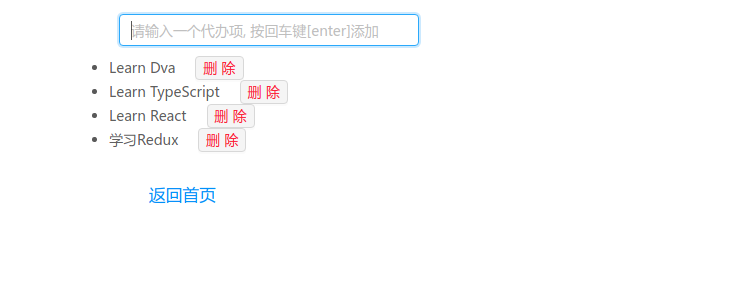 请输入一个代办项, 按回车键[enter]添加
Learn Dva 删 除
Learn TypeScript 删 除
Learn React 删 除
学习Redux 删 除
返回首页